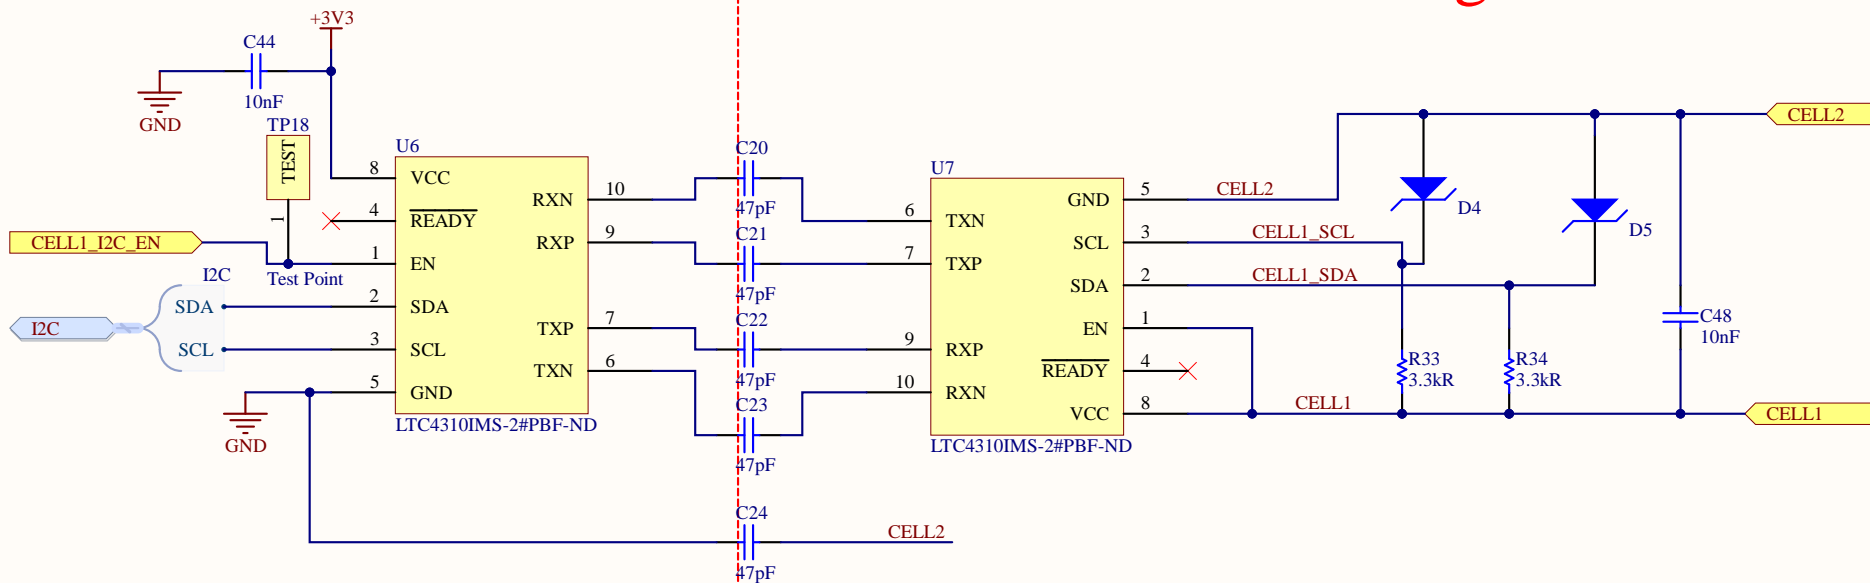 +3V3
C44
10nF
GND
TP18
TEST
1
Test Point
CELL1_I2C_EN
I2C
I2C
SDA
SCL
GND
U6
8 VCC
4 READY
1 EN
2 SDA
3 SCL
5 GND
RXN 10
RXP 9
TXP 7
TXN 6
LTC4310IMS-2#PBF-ND
C20
47pF
C21
47pF
C22
47pF
C23
47pF
C24
47pF
CELL2
U7
6 TXN
7 TXP
9 RXP
10 RXN
GND 5
SCL 3
SDA 2
EN 1
READY 4
VCC 8
LTC4310IMS-2#PBF-ND
CELL2
CELL1_SCL
CELL1_SDA
CELL1
D4
D5
R33
3.3kR
R34
3.3kR
C48
10nF
CELL2
CELL1